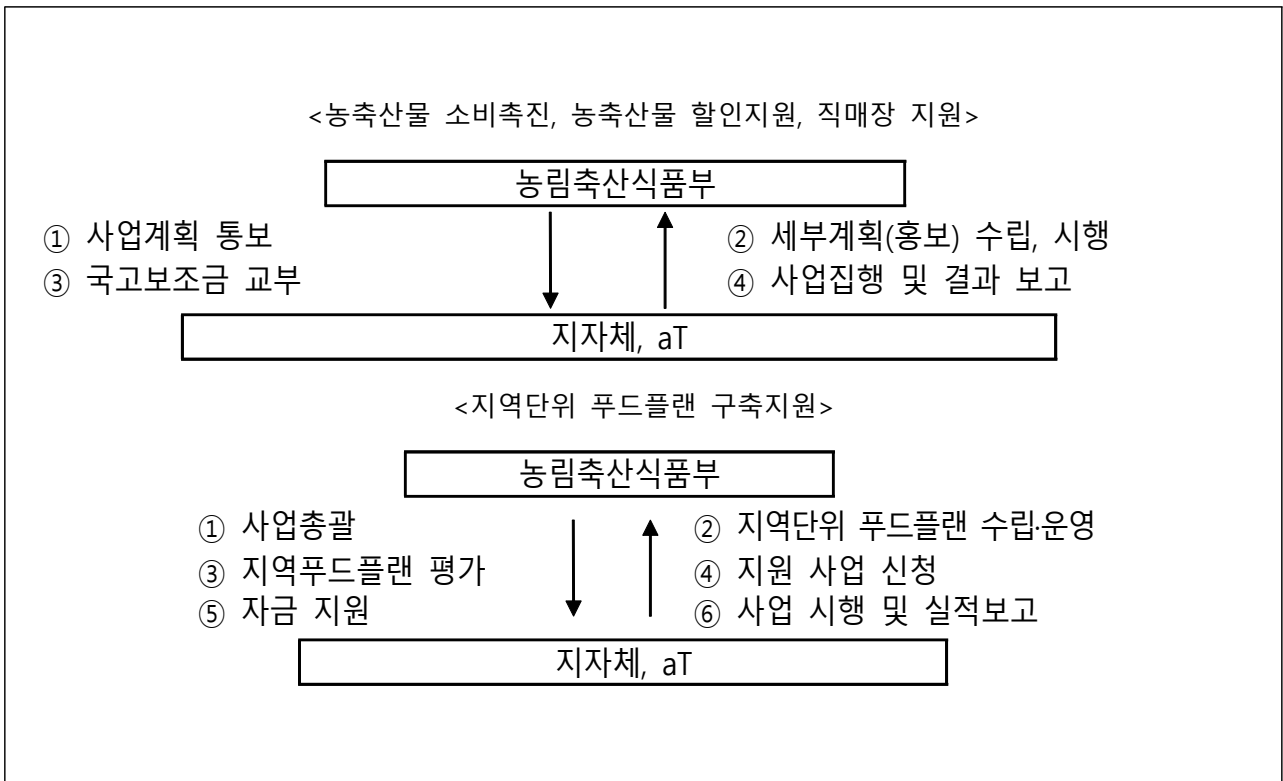 <농축산물 소비촉진, 농축산물 할인지원, 직매장 지원>
농림축산식품부
① 사업계획 통보
② 세부계획(홍보) 수립, 시행
③ 국고보조금 교부
④ 사업집행 및 결과 보고
지자체, aT
<지역단위 푸드플랜 구축지원>
농림축산식품부
① 사업총괄
② 지역단위 푸드플랜 수립·운영
③ 지역푸드플랜 평가
④ 지원 사업 신청
⑤ 자금 지원
⑥ 사업 시행 및 실적보고
지자체, aT